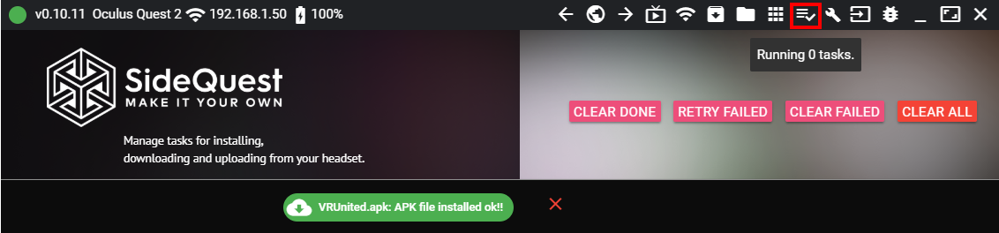 v0.10.11 Oculus Quest 2 192.168.1.50 100%
Running 0 tasks.
SideQuest
MAKE IT YOUR OWN
CLEAR DONE RETRY FAILED CLEAR FAILED CLEAR ALL
Manage tasks for installing,
downloading and uploading from your headset.
VRUnited.apk: APK file installed ok!!